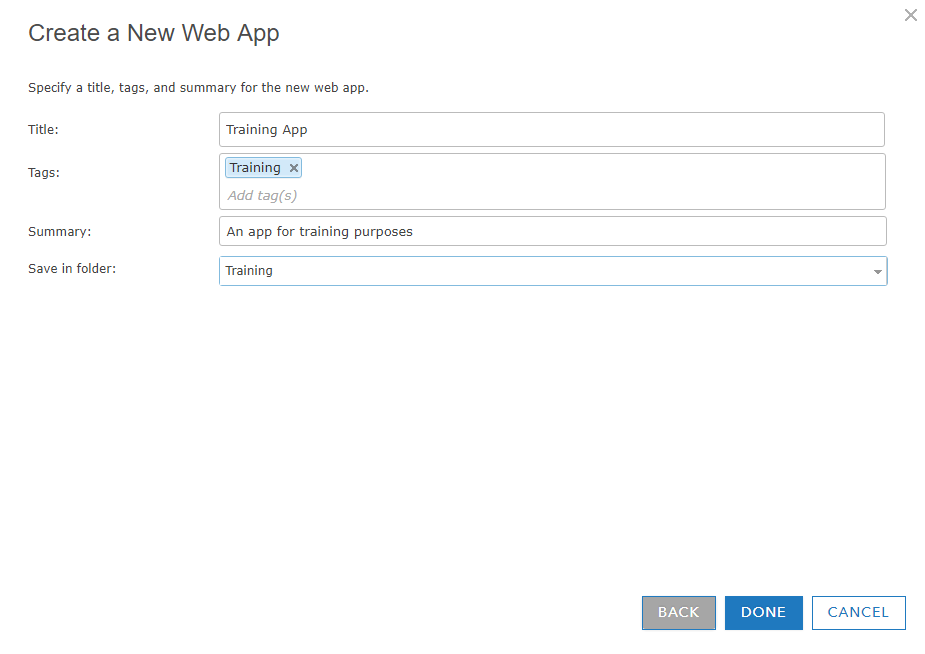 Create a New Web App
Specify a title, tags, and summary for the new web app.
Title: Training App
Tags: Training
Add tag(s)
Summary: An app for training purposes
Save in folder: Training
BACK DONE CANCEL